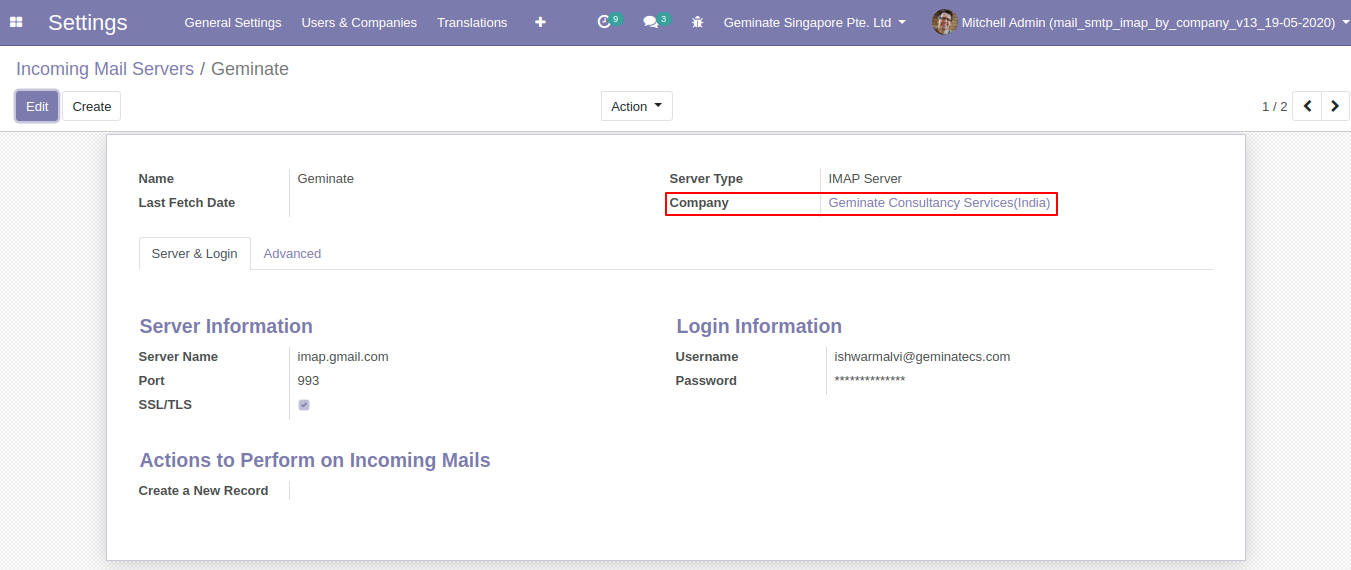 Settings General Settings Users & Companies Translations 9 3 Geminate Singapore Pte. Ltd Mitchell Admin (mail_smtp_imap_by_company_v13_19-05-2020)
Incoming Mail Servers / Geminate
Edit Create Action 1 / 2
Name Geminate Server Type IMAP Server
Last Fetch Date Company Geminate Consultancy Services(India)
Server & Login Advanced
Server Information Login Information
Server Name imap.gmail.com Username ishwarmalvi@geminatecs.com
Port 993 Password **************
SSL/TLS
Actions to Perform on Incoming Mails
Create a New Record